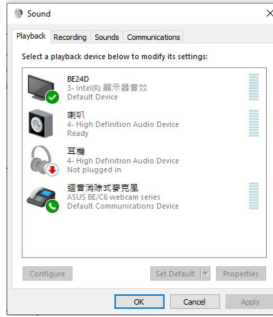 Sound
Playback
Recording
Sounds
Communications
Select a playback device below to modify its settings:
BE24D
3- Intel(R) 顯示器音效
Default Device
喇叭
4- High Definition Audio Device
Ready
耳機
4- High Definition Audio Device
Not plugged in
迴音消除式麥克風
ASUS BE/C6 webcam series
Default Communications Device
Configure
Set Default
Properties
OK
Cancel
Apply